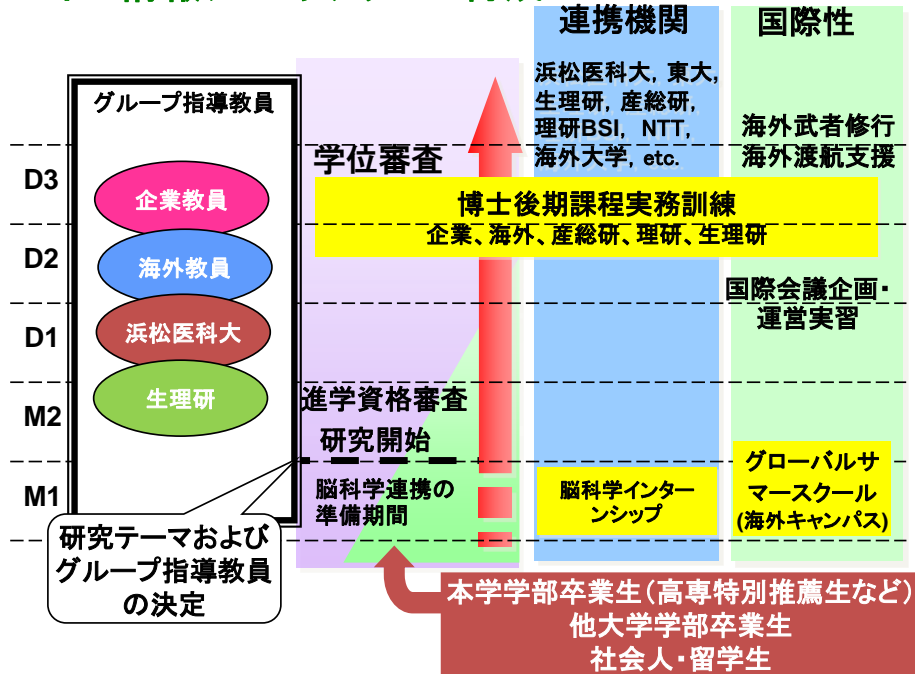 連携機関
国際性
グループ指導教員
浜松医科大，東大，
生理研，産総研，
理研BSI， NTT，
海外大学，etc.
海外武者修行
海外渡航支援
学位審査
D3
企業教員
博士後期課程実務訓練
企業、海外、産総研、理研、生理研
D2
海外教員
国際会議企画・
運営実習
D1
浜松医科大
生理研
M2
進学資格審査
研究開始
M1
脳科学連携の
準備期間
脳科学インター
ンシップ
グローバルサ
マースクール
(海外キャンパス)
研究テーマおよび
グループ指導教員
の決定
本学学部卒業生（高専特別推薦生など）
他大学学部卒業生
社会人・留学生